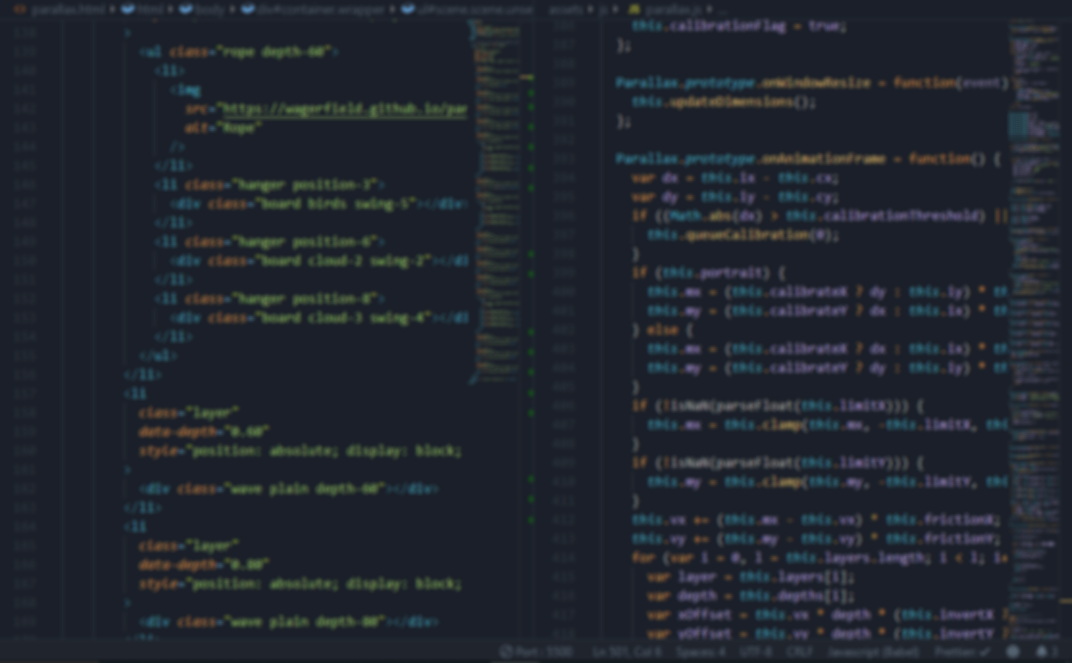 parallax.html > html > body > div#container.wrapper > ul#scene.scene.unse
>
<ul class="rope depth-60">
<li>
<img
src="https://wagerfield.github.io/par
alt="Rope"
/>
</li>
<li class="hanger position-3">
<div class="board birds swing-5"></div>
</li>
<li class="hanger position-6">
<div class="board cloud-2 swing-2"></di
</li>
<li class="hanger position-8">
<div class="board cloud-3 swing-4"></di
</li>
</ul>
</li>
<li
class="layer"
data-depth="0.60"
style="position: absolute; display: block;
>
<div class="wave plain depth-60"></div>
</li>
<li
class="layer"
data-depth="0.80"
style="position: absolute; display: block;
>
<div class="wave plain depth-80"></div>
</li>
assets > js > JS parallax.js > ...
this.calibrationFlag = true;
};
Parallax.prototype.onWindowResize = function(event)
this.updateDimensions();
};
Parallax.prototype.onAnimationFrame = function() {
var dx = this.ix - this.cx;
var dy = this.iy - this.cy;
if ((Math.abs(dx) > this.calibrationThreshold) ||
this.queueCalibration(0);
}
if (this.portrait) {
this.mx = (this.calibrateX ? dy : this.iy) * th
this.my = (this.calibrateY ? dx : this.ix) * th
} else {
this.mx = (this.calibrateX ? dx : this.ix) * th
this.my = (this.calibrateY ? dy : this.iy) * th
}
if (!isNaN(parseFloat(this.limitX))) {
this.mx = this.clamp(this.mx, -this.limitX, thi
}
if (!isNaN(parseFloat(this.limitY))) {
this.my = this.clamp(this.my, -this.limitY, thi
}
this.vx += (this.mx - this.vx) * this.frictionX;
this.vy += (this.my - this.vy) * this.frictionY;
for (var i = 0, l = this.layers.length; i < l; i+
var layer = this.layers[i];
var depth = this.depths[i];
var xOffset = this.vx * depth * (this.invertX ?
var yOffset = this.vy * depth * (this.invertY ?
Port : 5500 Ln 501, Col 6 Spaces: 4 UTF-8 CRLF JavaScript (Babel) Prettier